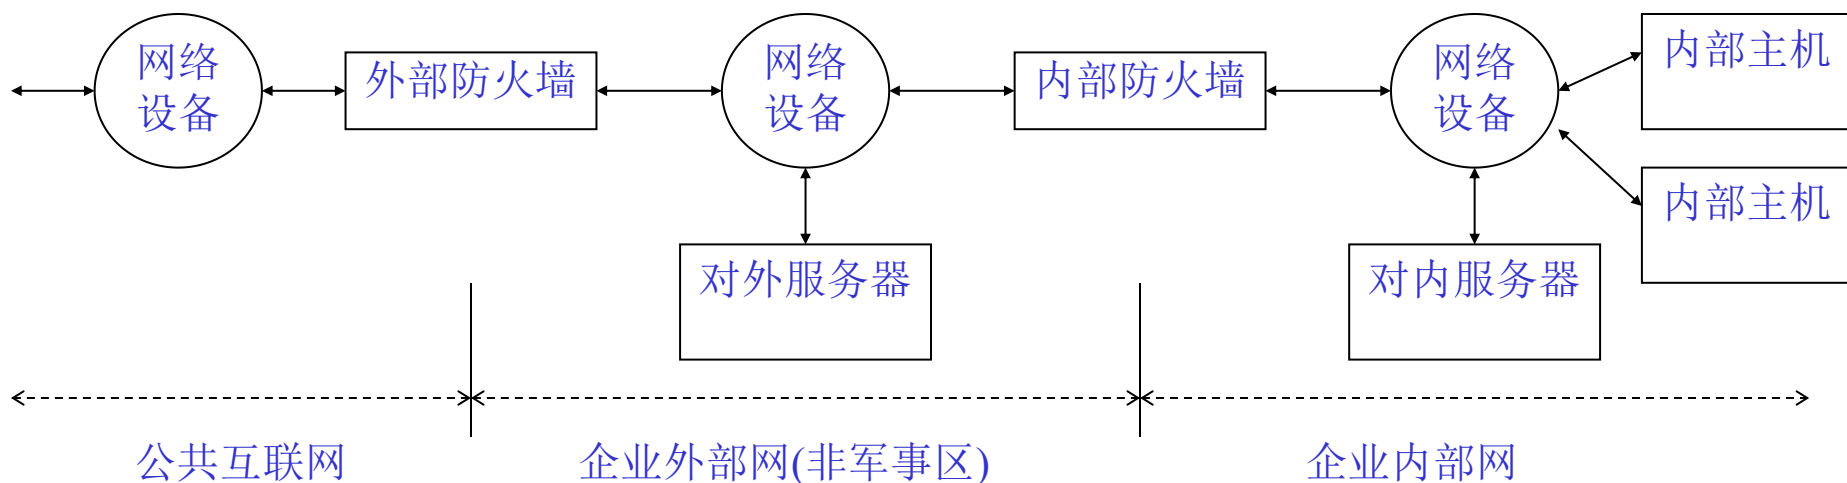 网络
设备
外部防火墙
网络
设备
内部防火墙
网络
设备
内部主机
内部主机
对外服务器
对内服务器
公共互联网
企业外部网(非军事区)
企业内部网